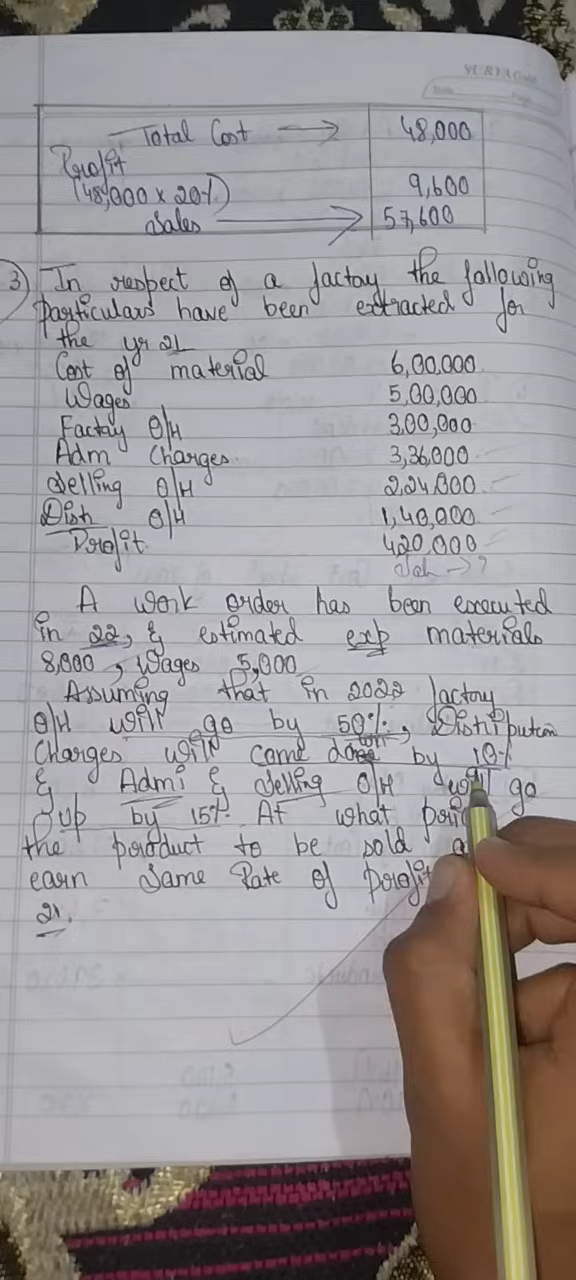 SURYA Gold
Total Cost → 48,000
Profit
(48,000 x 20%) 9,600
Sales → 57,600
3) In respect of a factory the following
particulars have been extracted for
the yr 21
Cost of material 6,00,000
Wages 5,00,000
Factory O/H 3,00,000
Adm Charges 3,36,000
Selling O/H 2,24,000
Dish O/H 1,40,000
Profit 420,000
Sale → ?
A work order has been executed
in 22, & estimated exp materials
8,000, Wages 5,000
Assuming that in 2022 factory
O/H will go by 50%, Distribution
Charges will come down by 10%
& Admi & Selling O/H will go
up by 15%. At what
the product to be sold
earn Same Rate of profit
21.